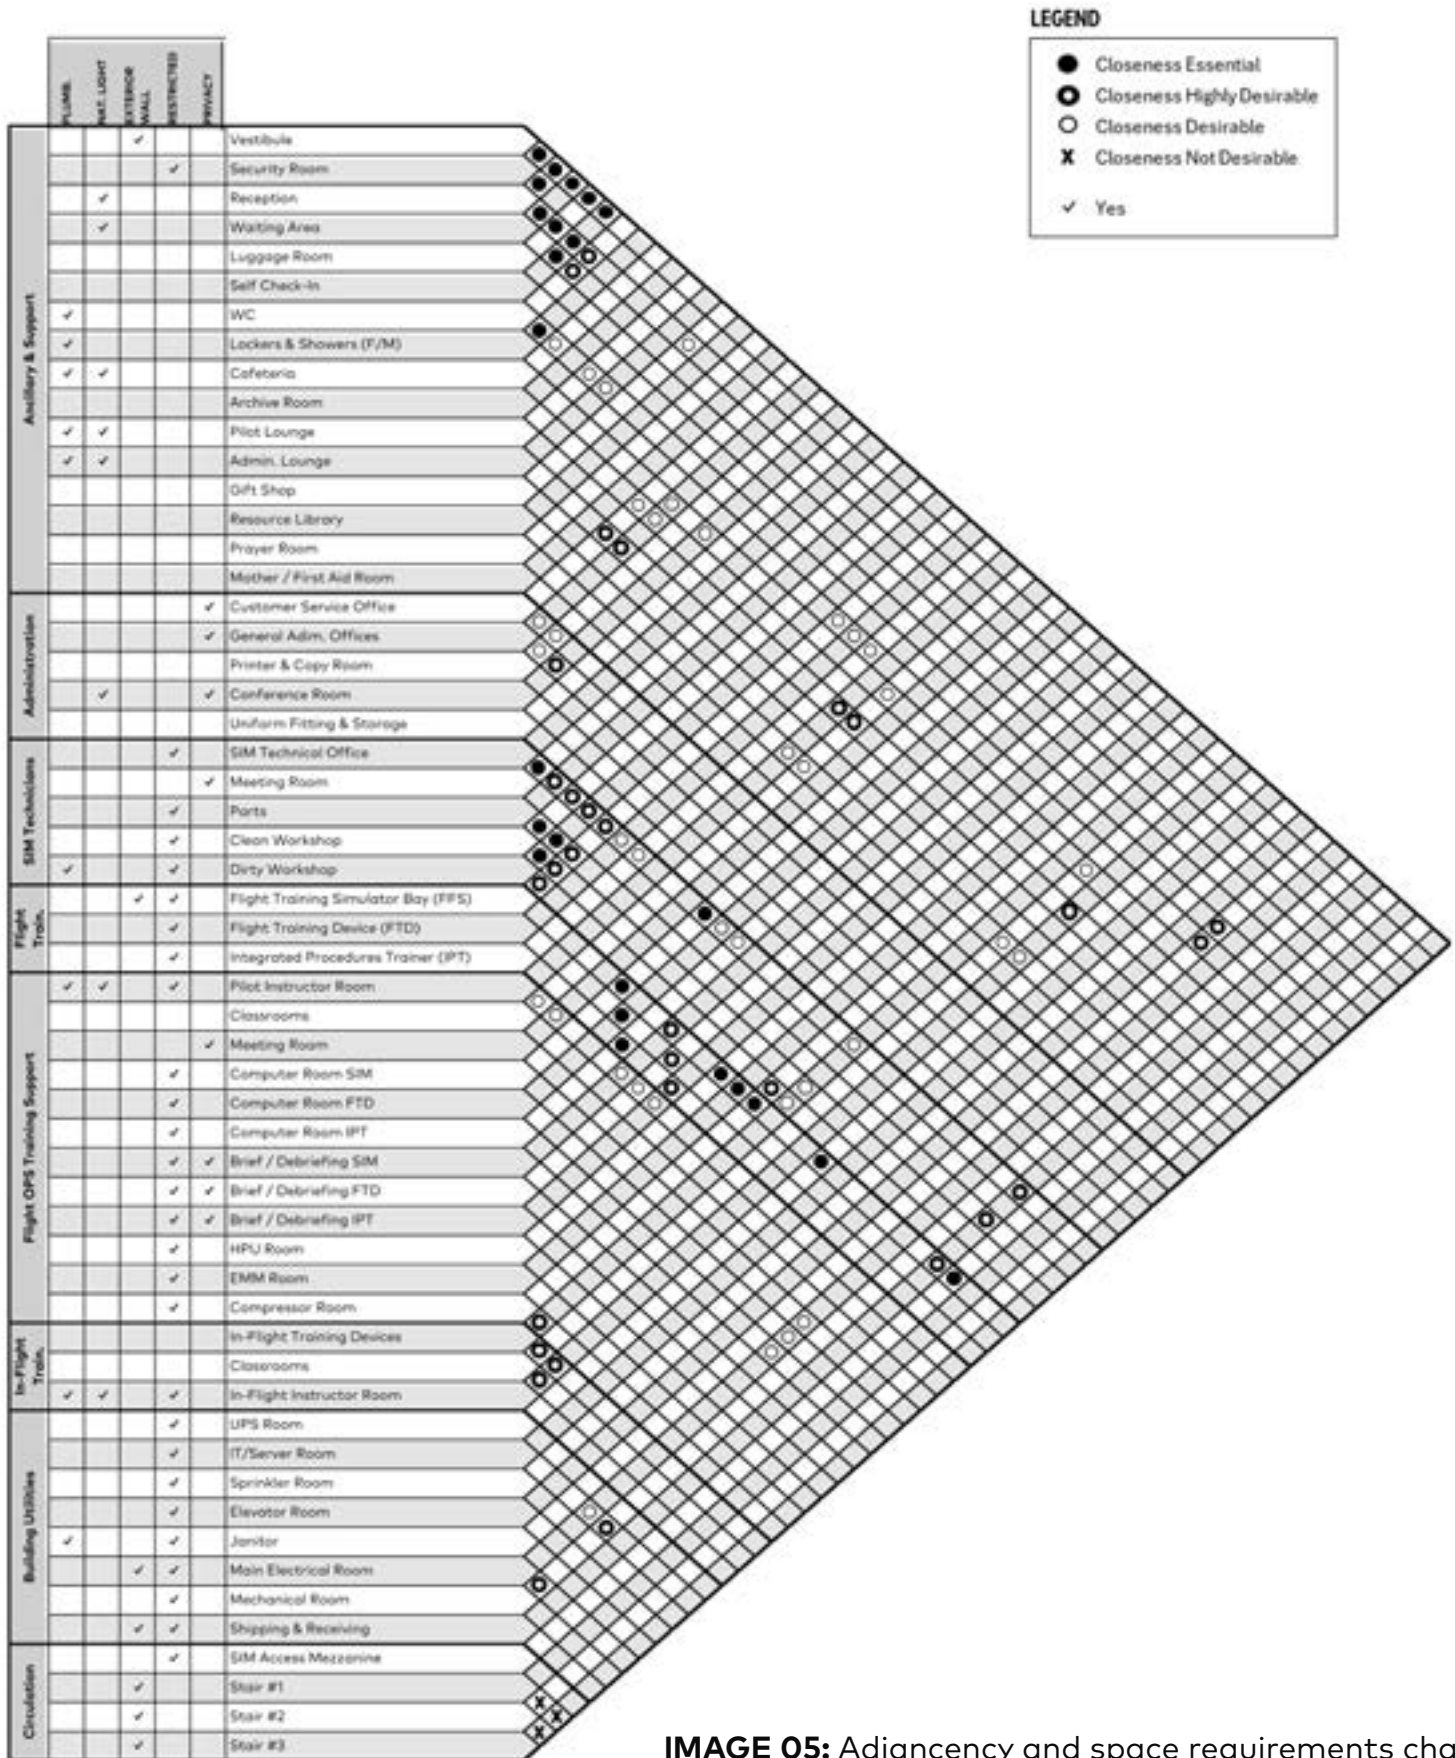 LEGEND
Closeness Essential
Closeness Highly Desirable
Closeness Desirable
X Closeness Not Desirable
✓ Yes
PLUMB.
NAT. LIGHT
EXTERIOR WALL
RESTRICTED
PRIVACY
Ancillery & Support
Vestibule
Security Room
Reception
Waiting Area
Luggage Room
Self Check-In
WC
Lockers & Showers (F/M)
Cafeteria
Archive Room
Pilot Lounge
Admin. Lounge
Gift Shop
Resource Library
Prayer Room
Mother / First Aid Room
Administration
Customer Service Office
General Adim. Offices
Printer & Copy Room
Conference Room
Uniform Fitting & Storage
SIM Technicians
SIM Technical Office
Meeting Room
Parts
Clean Workshop
Dirty Workshop
Flight Train.
Flight Training Simulator Bay (FFS)
Flight Training Device (FTD)
Integrated Procedures Trainer (IPT)
Flight OPS Training Support
Pilot Instructor Room
Classrooms
Meeting Room
Computer Room SIM
Computer Room FTD
Computer Room IPT
Brief / Debriefing SIM
Brief / Debriefing FTD
Brief / Debriefing IPT
HPU Room
EMM Room
Compressor Room
In-Flight Train.
In-Flight Training Devices
Classrooms
In-Flight Instructor Room
Building Utilities
UPS Room
IT/Server Room
Sprinkler Room
Elevator Room
Janitor
Main Electrical Room
Mechanical Room
Shipping & Receiving
Circulation
SIM Access Mezzanine
Stair #1
Stair #2
Stair #3
X
X
X
IMAGE 05: Adjancency and space requirements che